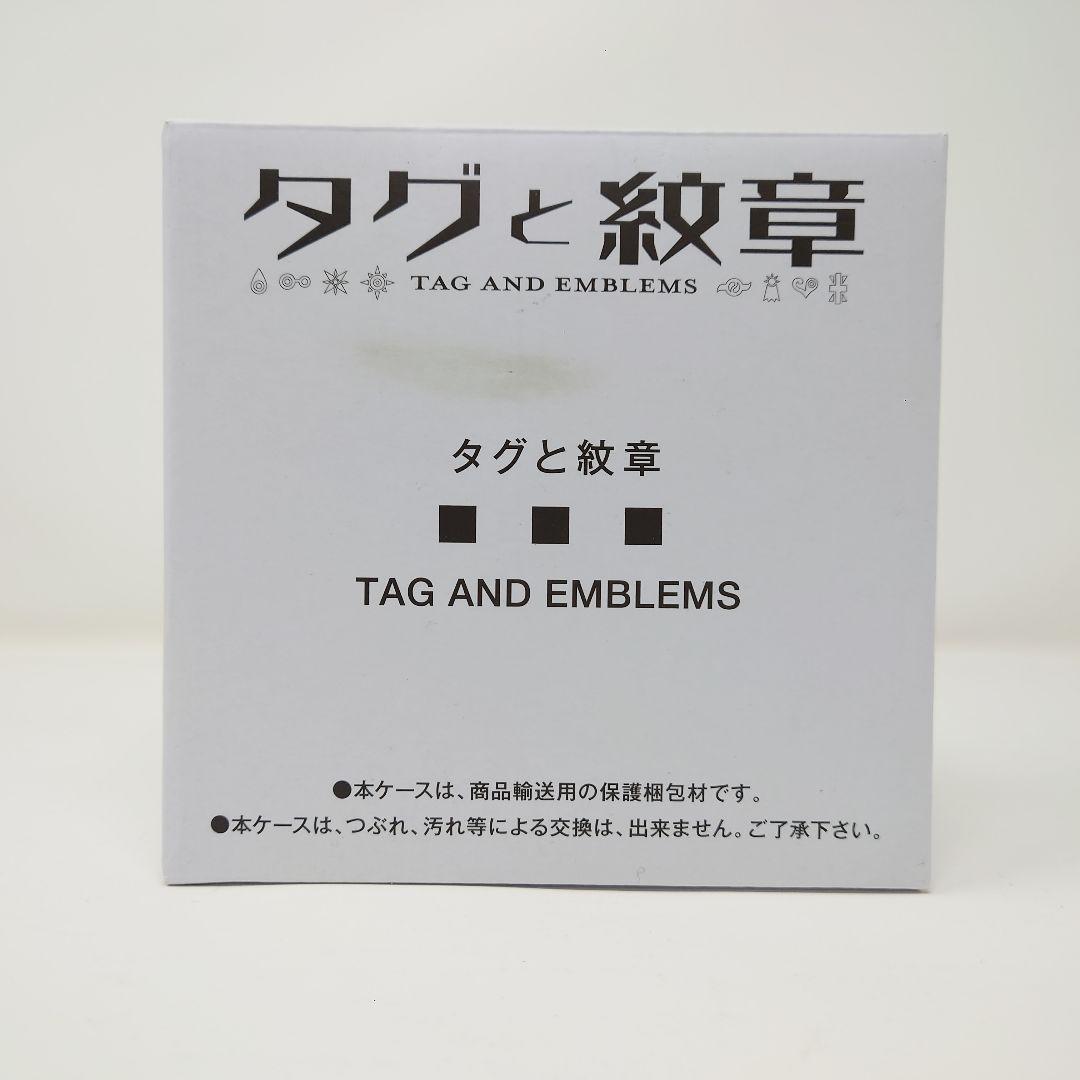 タグと紋章
TAG AND EMBLEMS
タグと紋章
■ ■ ■
TAG AND EMBLEMS
●本ケースは、商品輸送用の保護梱包材です。
●本ケースは、つぶれ、汚れ等による交換は、出来ません。ご了承下さい。